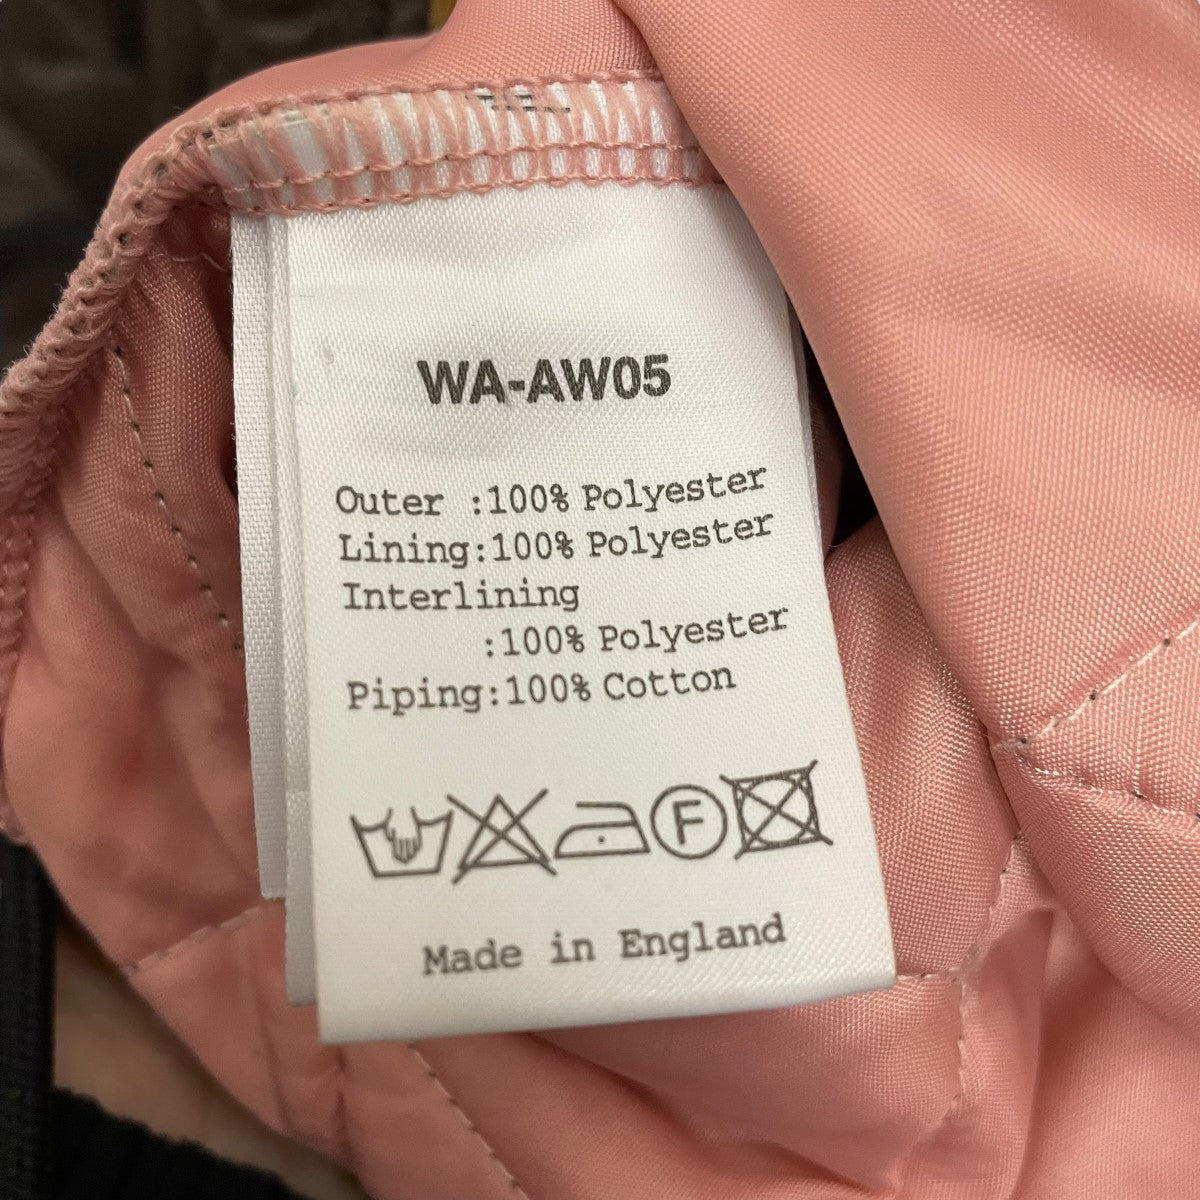 WA-AW05
Outer :100% Polyester
Lining:100% Polyester
Interlining
:100% Polyester
Piping:100% Cotton
F
Made in England